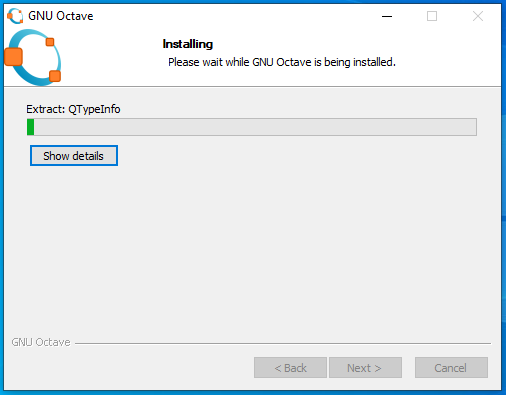 GNU Octave
Installing
Please wait while GNU Octave is being installed.
Extract: QTypeInfo
Show details
GNU Octave
< Back Next > Cancel